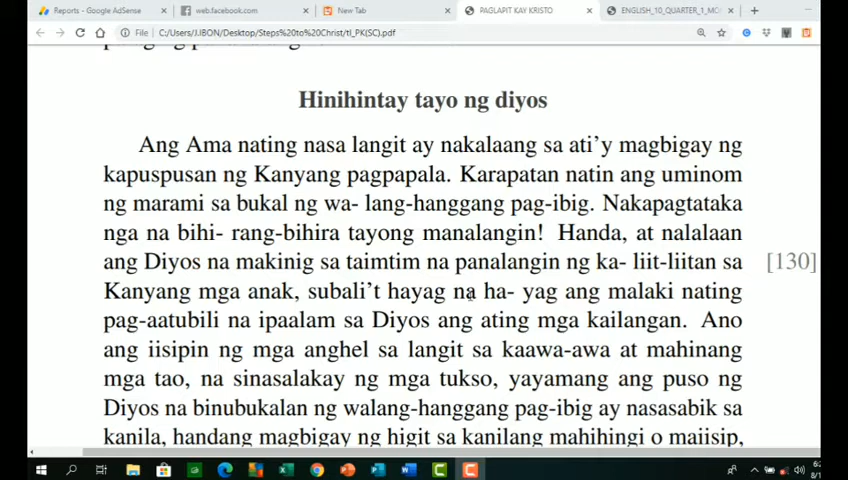 Reports - Google AdSense
web.facebook.com
New Tab
PAGLAPIT KAY KRISTO
ENGLISH_10_QUARTER_1_MO
File C:/Users/JJIBON/Desktop/Steps%20to%20Christ/tl_PK(SC).pdf
Hinihintay tayo ng diyos
Ang Ama nating nasa langit ay nakalaang sa ati’y magbigay ng
kapuspusan ng Kanyang pagpapala. Karapatan natin ang uminom
ng marami sa bukal ng wa- lang-hanggang pag-ibig. Nakapagtataka
nga na bihi- rang-bihira tayong manalangin! Handa, at nalalaan
ang Diyos na makinig sa taimtim na panalangin ng ka- liit-liitan sa
[130]
Kanyang mga anak, subali’t hayag na ha- yag ang malaki nating
pag-aatubili na ipaalam sa Diyos ang ating mga kailangan. Ano
ang iisipin ng mga anghel sa langit sa kaawa-awa at mahinang
mga tao, na sinasalakay ng mga tukso, yayamang ang puso ng
Diyos na binubukalan ng walang-hanggang pag-ibig ay nasasabik sa
kanila, handang magbigay ng higit sa kanilang mahihingi o maiisip,